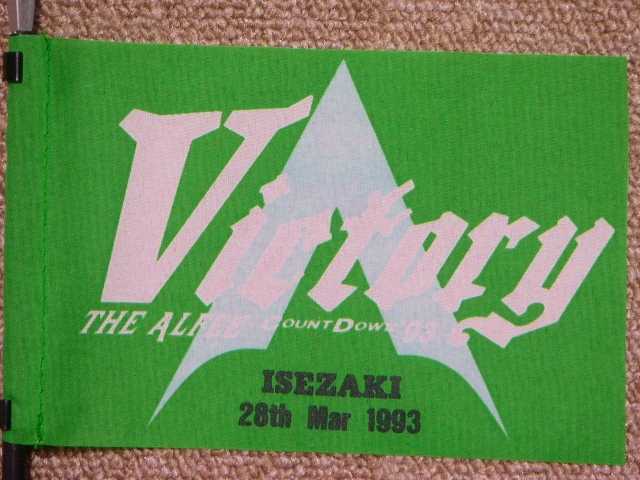 Victory
THE ALFEE COUNTDOWN '93
ISEZAKI
28th Mar 1993